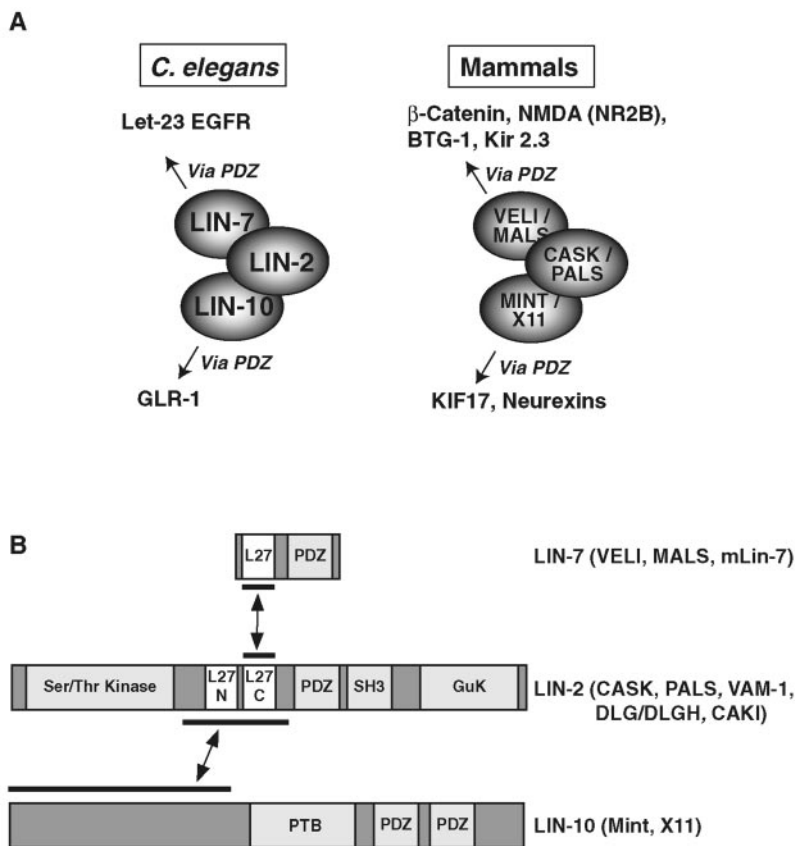 A
C. elegans
Mammals
Let-23 EGFR
β-Catenin, NMDA (NR2B),
BTG-1, Kir 2.3
Via PDZ
Via PDZ
LIN-7
VELI /
MALS
LIN-2
CASK /
PALS
LIN-10
MINT /
X11
Via PDZ
Via PDZ
GLR-1
KIF17, Neurexins
B
L27
PDZ
LIN-7 (VELI, MALS, mLin-7)
Ser/Thr Kinase
L27
N
L27
C
PDZ
SH3
GuK
LIN-2 (CASK, PALS, VAM-1,
DLG/DLGH, CAKI)
PTB
PDZ
PDZ
LIN-10 (Mint, X11)